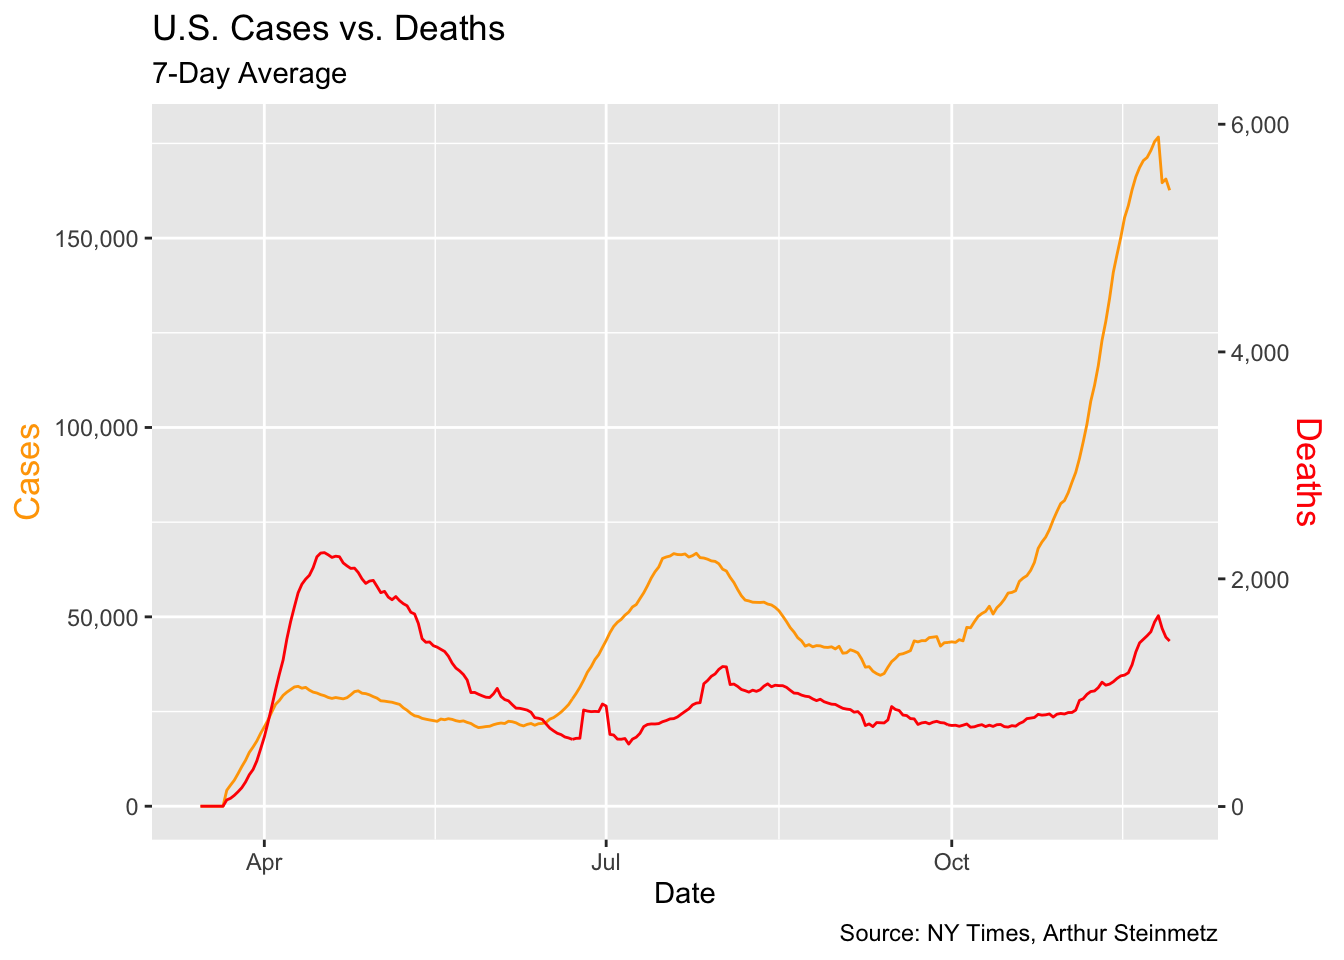 U.S. Cases vs. Deaths
7-Day Average
6,000
150,000
4,000
100,000
Cases
Deaths
2,000
50,000
0
0
Apr
Jul
Oct
Date
Source: NY Times, Arthur Steinmetz